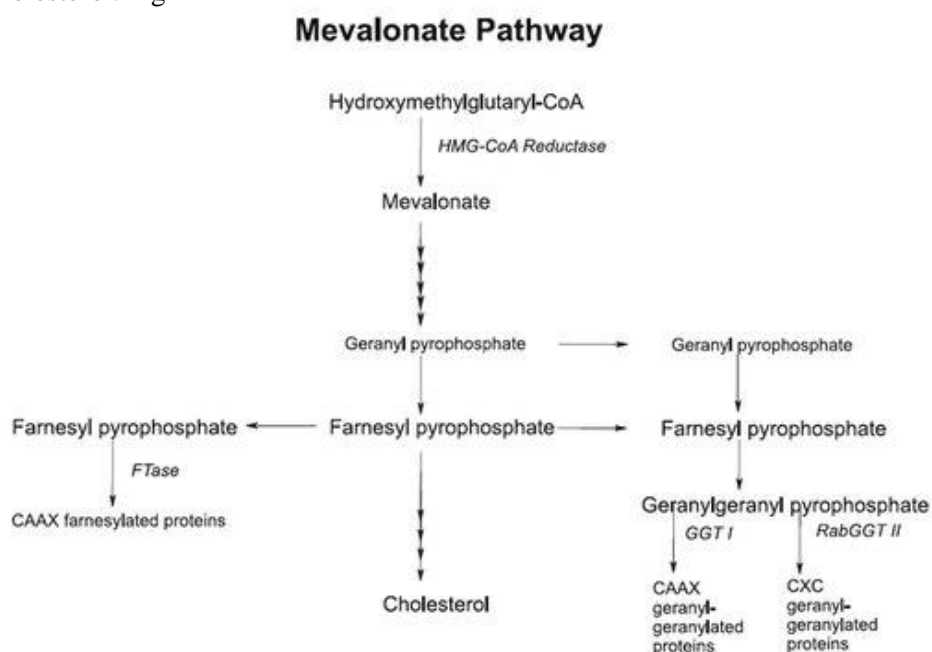 Mevalonate Pathway
Hydroxymethylglutaryl-CoA
HMG-CoA Reductase
Mevalonate
Geranyl pyrophosphate
Geranyl pyrophosphate
Farnesyl pyrophosphate
Farnesyl pyrophosphate
Farnesyl pyrophosphate
FTase
CAAX farnesylated proteins
Geranylgeranyl pyrophosphate
GGT I
RabGGT II
Cholesterol
CAAX
geranyl-
geranylated
proteins
CXC
geranyl-
geranylated
proteins